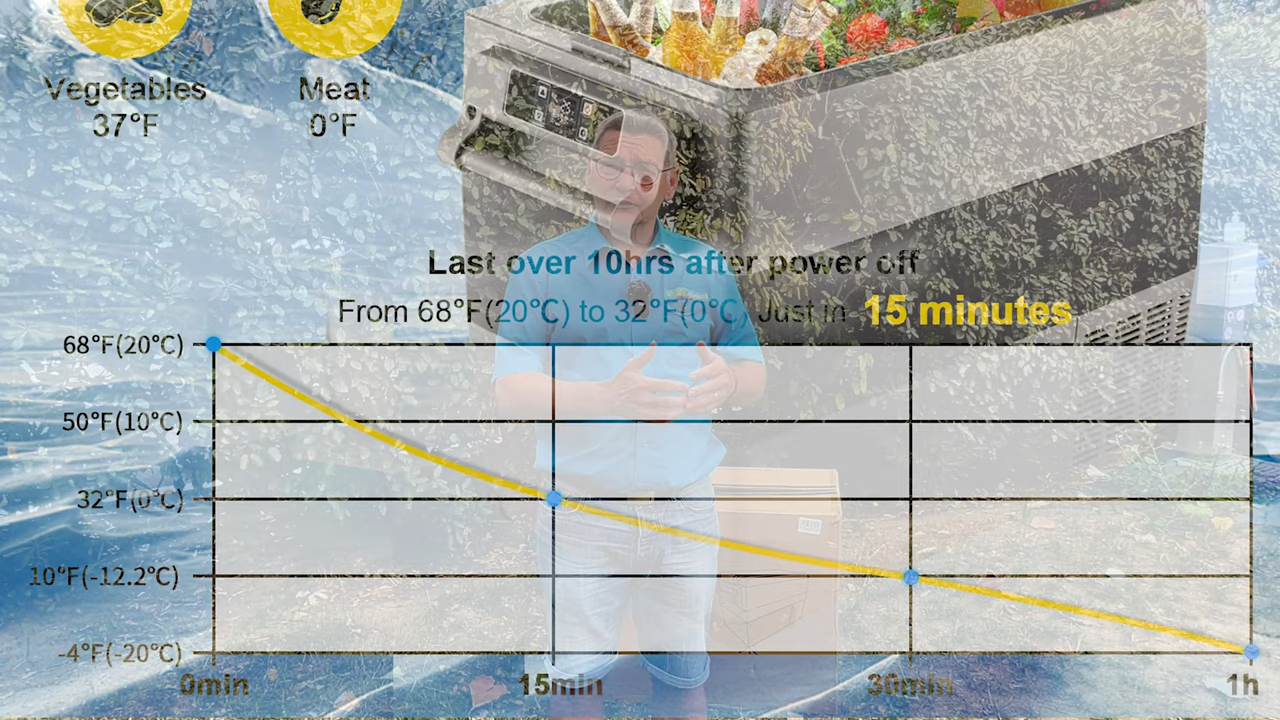 Vegetables
37°F
Meat
0°F
Last over 10hrs after power off
From 68°F(20°C) to 32°F(0°C) Just in 15 minutes
68°F(20°C)
50°F(10°C)
32°F(0°C)
10°F(-12.2°C)
-4°F(-20°C)
0min
15min
30min
1h